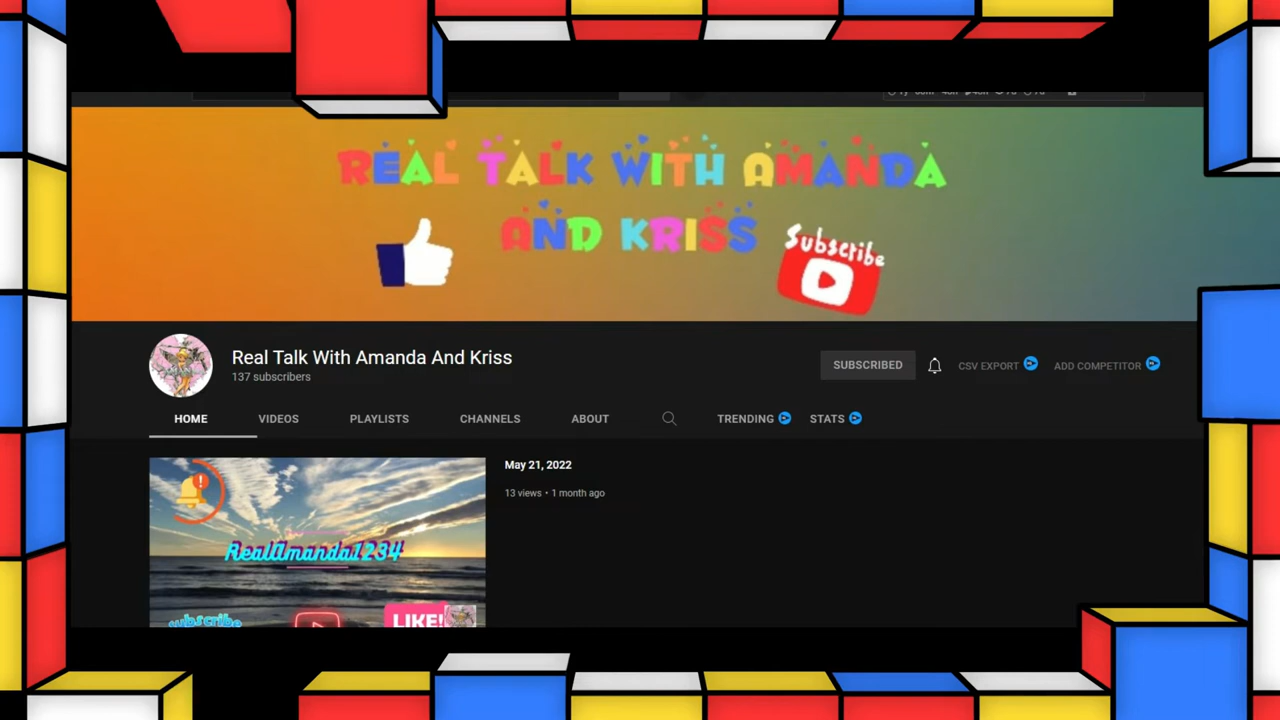 REAL TALK WITH AMANDA
AND KRISS
Subscribe
Real Talk With Amanda And Kriss
137 subscribers
SUBSCRIBED
CSV EXPORT
ADD COMPETITOR
HOME
VIDEOS
PLAYLISTS
CHANNELS
ABOUT
TRENDING
STATS
May 21, 2022
13 views • 1 month ago
RealAmanda1234
subscribe
LIKE!